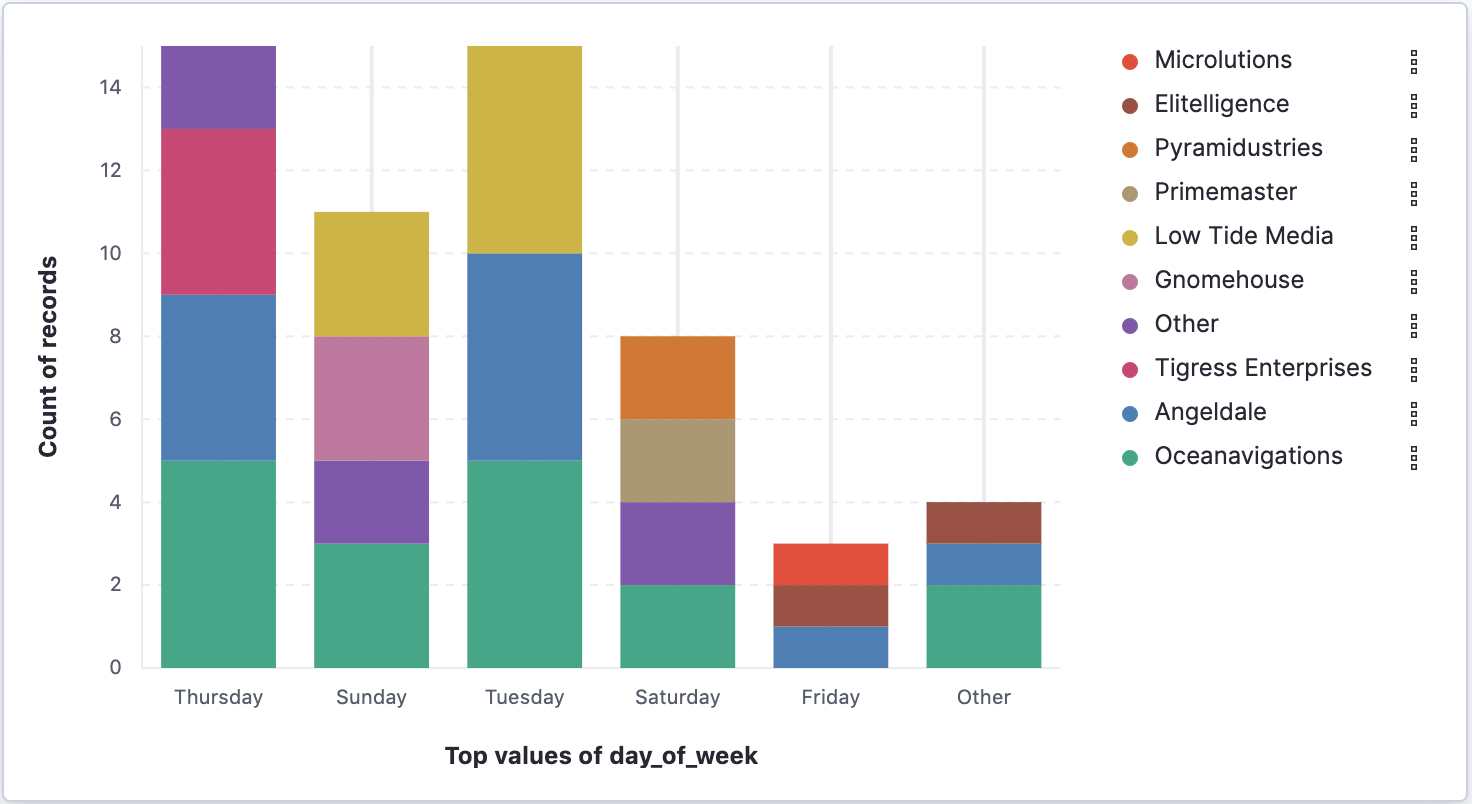 14
12
10
8
6
4
2
0
Count of records
Thursday
Sunday
Tuesday
Saturday
Friday
Other
Top values of day_of_week
Microlutions
Elitelligence
Pyramidustries
Primemaster
Low Tide Media
Gnomehouse
Other
Tigress Enterprises
Angeldale
Oceanavigations